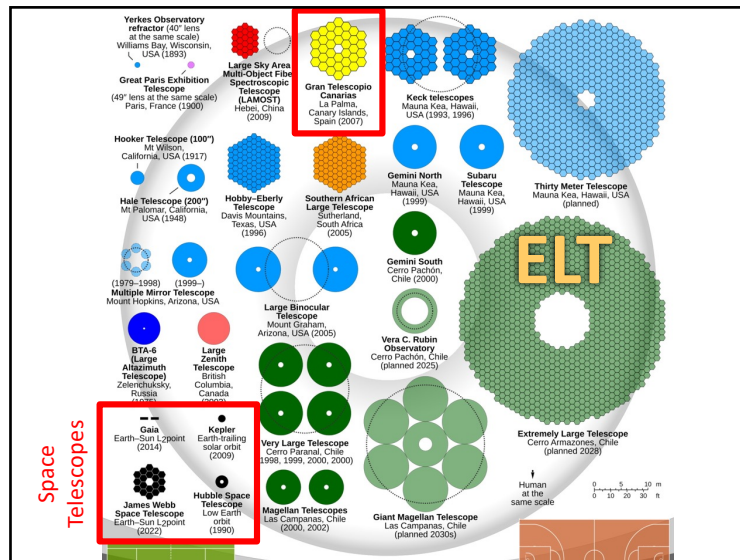 Yerkes Observatory
refractor (40″ lens
at the same scale)
Williams Bay, Wisconsin,
USA (1893)
Great Paris Exhibition
Telescope
(49″ lens at the same scale)
Paris, France (1900)
Large Sky Area
Multi-Object Fiber
Spectroscopic
Telescope
(LAMOST)
Hebei, China
(2009)
Gran Telescopio
Canarias
La Palma,
Canary Islands,
Spain (2007)
Keck telescopes
Mauna Kea, Hawaii,
USA (1993, 1996)
Thirty Meter Telescope
Mauna Kea, Hawaii, USA
(planned)
Hooker Telescope (100″)
Mt Wilson,
California, USA (1917)
Hale Telescope (200″)
Mt Palomar, California,
USA (1948)
Hobby–Eberly
Telescope
Davis Mountains,
Texas, USA
(1996)
Southern African
Large Telescope
Sutherland,
South Africa
(2005)
Gemini North
Mauna Kea,
Hawaii, USA
(1999)
Subaru
Telescope
Mauna Kea,
Hawaii, USA
(1999)
Gemini South
Cerro Pachón,
Chile (2000)
ELT
(1979–1998) (1999–)
Multiple Mirror Telescope
Mount Hopkins, Arizona, USA
Large Binocular
Telescope
Mount Graham,
Arizona, USA (2005)
Vera C. Rubin
Observatory
Cerro Pachón, Chile
(planned 2025)
BTA-6
(Large
Altazimuth
Telescope)
Zelenchuksky,
Russia
Large
Zenith
Telescope
British
Columbia,
Canada
Very Large Telescope
Cerro Paranal, Chile
1998, 1999, 2000, 2000)
Extremely Large Telescope
Cerro Armazones, Chile
(planned 2028)
Space
Telescopes
Gaia
Earth–Sun L2point
(2014)
Kepler
Earth-trailing
solar orbit
(2009)
James Webb
Space Telescope
Earth–Sun L2point
(2022)
Hubble Space
Telescope
Low Earth
orbit
(1990)
Magellan Telescopes
Las Campanas, Chile
(2000, 2002)
Giant Magellan Telescope
Las Campanas, Chile
(planned 2030s)
Human
at the
same scale
0 5 10 m
0 10 20 30 ft